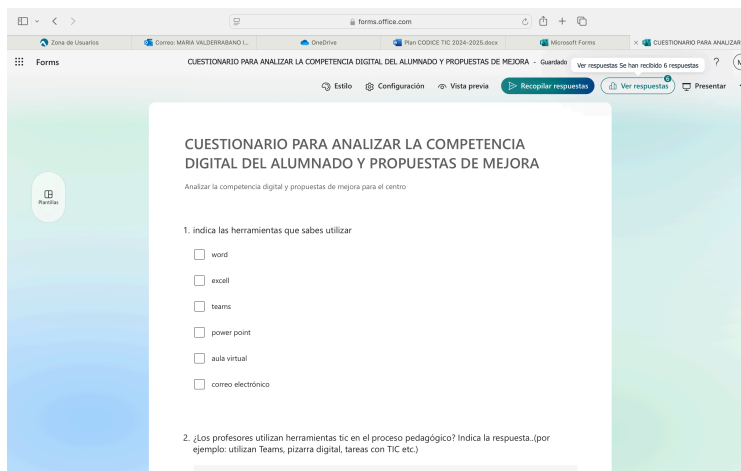 forms.office.com
Zona de Usuarios
Correo: MARIA VALDERRABANO I...
OneDrive
Plan CODICE TIC 2024-2025.docx
Microsoft Forms
CUESTIONARIO PARA ANALIZAR
Forms
CUESTIONARIO PARA ANALIZAR LA COMPETENCIA DIGITAL DEL ALUMNADO Y PROPUESTAS DE MEJORA - Guardado
Ver respuestas Se han recibido 6 respuestas
?
Estilo
Configuración
Vista previa
Recopilar respuestas
Ver respuestas
6
Presentar
CUESTIONARIO PARA ANALIZAR LA COMPETENCIA
DIGITAL DEL ALUMNADO Y PROPUESTAS DE MEJORA
Analizar la competencia digital y propuestas de mejora para el centro
Plantillas
1. indica las herramientas que sabes utilizar
word
excell
teams
power point
aula virtual
correo electrónico
2. ¿Los profesores utilizan herramientas tic en el proceso pedagógico? Indica la respuesta..(por
ejemplo: utilizan Teams, pizarra digital, tareas con TIC etc.)